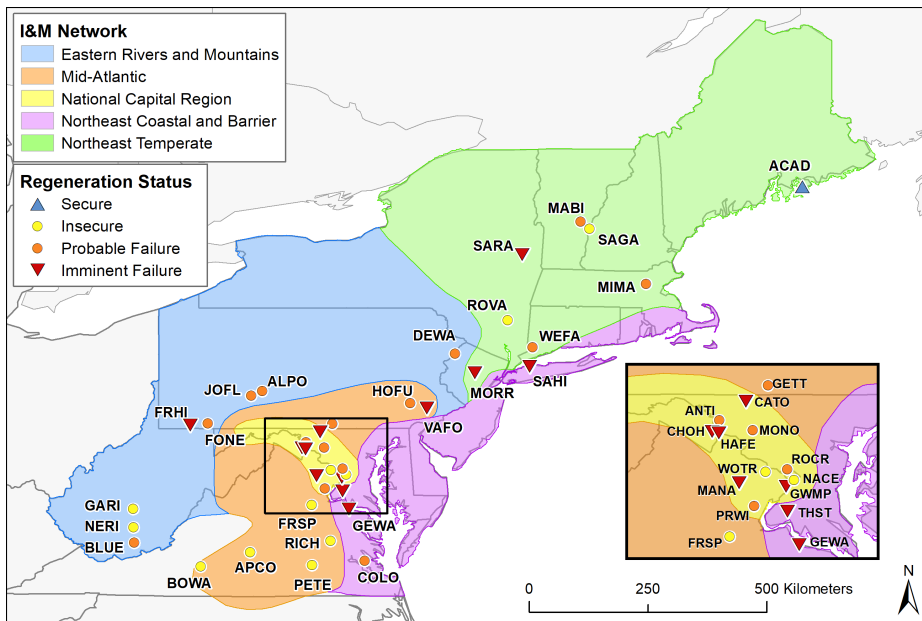 I&M Network
Eastern Rivers and Mountains
Mid-Atlantic
National Capital Region
Northeast Coastal and Barrier
Northeast Temperate
Regeneration Status
Secure
Insecure
Probable Failure
Imminent Failure
ACAD
MABI
SAGA
SARA
MIMA
ROVA
WEFA
DEWA
SAHI
MORR
JOFL
ALPO
HOFU
VAFO
FRHI
FONE
GARI
NERI
BLUE
FRSP
GEWA
RICH
APCO
BOWA
PETE
COLO
GETT
CATO
ANTI
CHOH
MONO
HAFE
ROCR
WOTR
NACE
MANA
GWMP
PRWI
THST
FRSP
GEWA
N
0
250
500 Kilometers